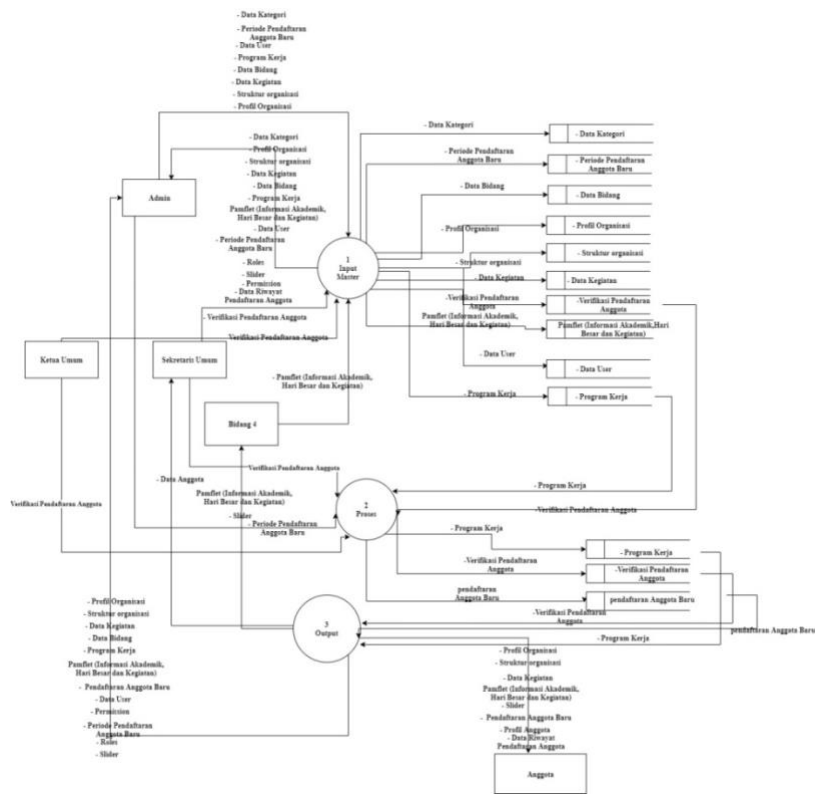 - Data Kategori
- Periode Pendaftaran
Anggota Baru
- Data User
- Program Kerja
- Data Bidang
- Data Kegiatan
- Struktur organisasi
- Profil Organisasi
- Data Kategori
- Profil Organisasi
- Struktur organisasi
- Data Kegiatan
- Data Bidang
- Program Kerja
Pamflet (Informasi Akademik,
Hari Besar dan Kegiatan)
- Data User
- Periode Pendaftaran
Anggota Baru
- Roles
- Slider
- Permission
- Data Riwayat
Pendaftaran Anggota
- Verifikasi Pendaftaran Anggota
Verifikasi Pendaftaran Anggota
Admin
1
Input
Master
Ketua Umum
Sekretaris Umum
Bidang 4
- Pamflet (Informasi Akademik,
Hari Besar dan Kegiatan)
- Data Kategori
- Periode Pendaftaran
Anggota Baru
- Data Bidang
- Profil Organisasi
- Struktur organisasi
- Data Kegiatan
-Verifikasi Pendaftaran
Anggota
Pamflet (Informasi Akademik,
Hari Besar dan Kegiatan)
- Data User
- Program Kerja
- Data Kategori
- Periode Pendaftaran
Anggota Baru
- Data Bidang
- Profil Organisasi
- Struktur organisasi
- Data Kegiatan
-Verifikasi Pendaftaran
Anggota
Pamflet (Informasi Akademik,Hari
Besar dan Kegiatan)
- Data User
- Program Kerja
Verifikasi Pendaftaran Anggota
- Data Anggota
Verifikasi Pendaftaran Anggota
Pamflet (Informasi Akademik,
Hari Besar dan Kegiatan)
- Slider
- Periode Pendaftaran
Anggota Baru
2
Proses
- Program Kerja
-Verifikasi Pendaftaran
Anggota
- Program Kerja
-Verifikasi Pendaftaran
Anggota
pendaftaran
Anggota Baru
- Program Kerja
-Verifikasi Pendaftaran
Anggota
pendaftaran Anggota Baru
-Verifikasi Pendaftaran
Anggota
pendaftaran Anggota Baru
- Program Kerja
3
Output
- Profil Organisasi
- Struktur organisasi
- Data Kegiatan
- Data Bidang
- Program Kerja
Pamflet (Informasi Akademik,
Hari Besar dan Kegiatan)
- Pendaftaran Anggota Baru
- Data User
- Permission
- Periode Pendaftaran
Anggota Baru
- Roles
- Slider
- Profil Organisasi
- Struktur organisasi
- Data Kegiatan
Pamflet (Informasi Akademik,
Hari Besar dan Kegiatan)
- Slider
- Pendaftaran Anggota Baru
- Profil Anggota
- Data Riwayat
Pendaftaran Anggota
Anggota